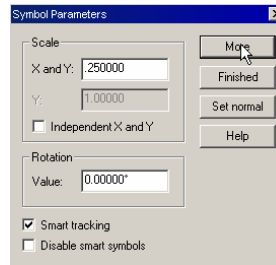 Symbol Parameters
Scale
X and Y: .250000
Y: 1.00000
Independent X and Y
Rotation
Value: 0.00000°
Smart tracking
Disable smart symbols
More
Finished
Set normal
Help